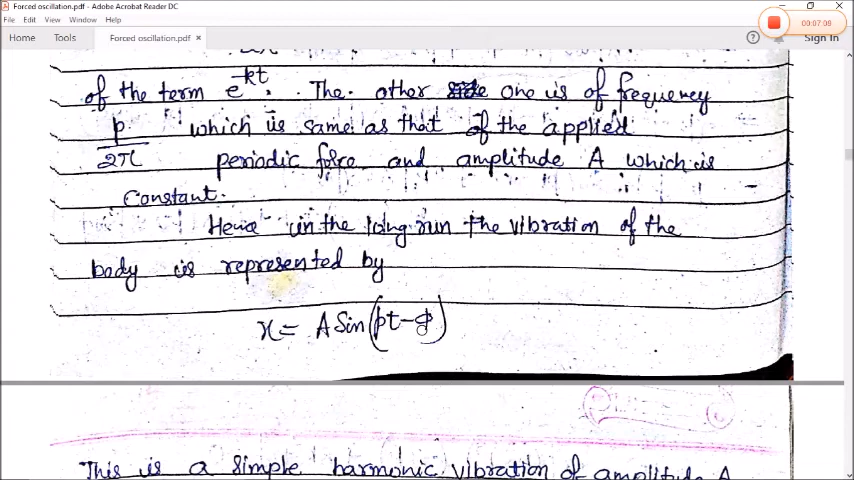 Forced oscillation.pdf - Adobe Acrobat Reader DC
File Edit View Window Help
00:07:08
Home Tools Forced oscillation.pdf × Sign In
of the term e^-kt. The other one is of frequency
p/2π which is same as that of the applied
periodic force and amplitude A which is
Constant.
Hence in the long run the vibration of the
body is represented by
x = A Sin(pt-φ)
This is a simple harmonic vibration of amplitude A